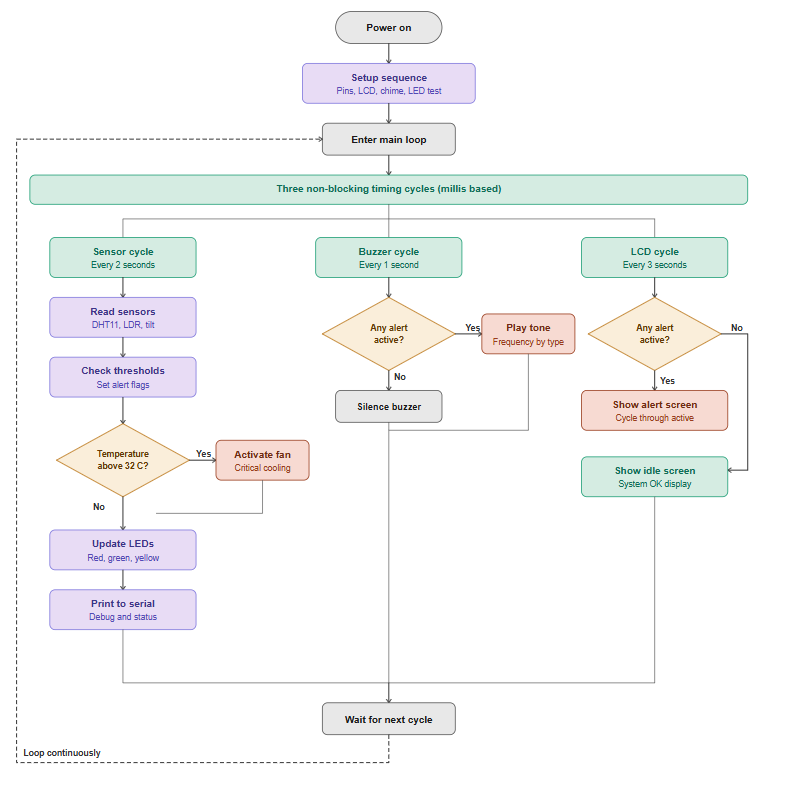 Power on
Setup sequence
Pins, LCD, chime, LED test
Enter main loop
Three non-blocking timing cycles (millis based)
Sensor cycle
Every 2 seconds
Read sensors
DHT11, LDR, tilt
Check thresholds
Set alert flags
Temperature
above 32 C?
Yes
Activate fan
Critical cooling
No
Update LEDs
Red, green, yellow
Print to serial
Debug and status
Buzzer cycle
Every 1 second
Any alert
active?
Yes
Play tone
Frequency by type
No
Silence buzzer
LCD cycle
Every 3 seconds
Any alert
active?
No
Yes
Show alert screen
Cycle through active
Show idle screen
System OK display
Wait for next cycle
Loop continuously